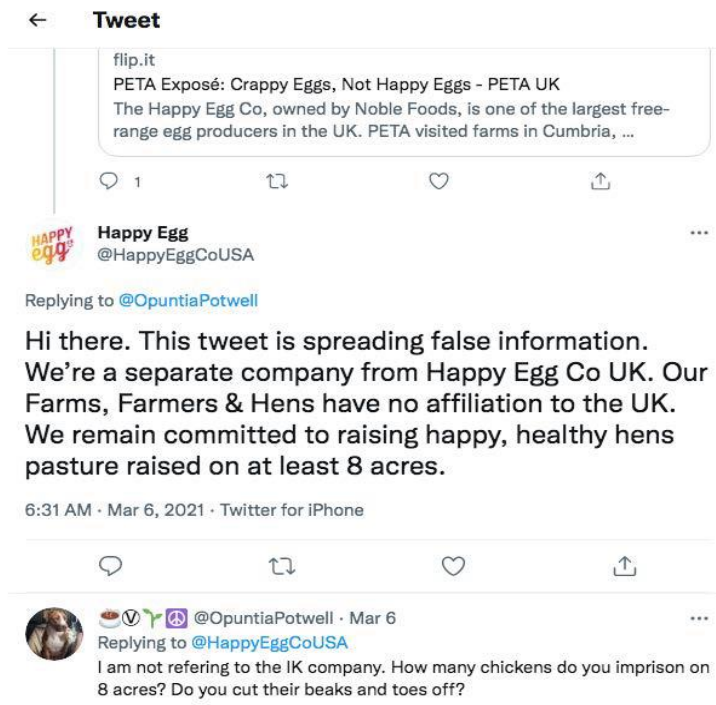 Tweet
flip.it
PETA Exposé: Crappy Eggs, Not Happy Eggs - PETA UK
The Happy Egg Co, owned by Noble Foods, is one of the largest free-
range egg producers in the UK. PETA visited farms in Cumbria, ...
1
HAPPY
egg
Happy Egg
@HappyEggCoUSA
Replying to @OpuntiaPotwell
Hi there. This tweet is spreading false information.
We're a separate company from Happy Egg Co UK. Our
Farms, Farmers & Hens have no affiliation to the UK.
We remain committed to raising happy, healthy hens
pasture raised on at least 8 acres.
6:31 AM · Mar 6, 2021 · Twitter for iPhone
☕Ⓥ🌱☮ @OpuntiaPotwell · Mar 6
Replying to @HappyEggCoUSA
I am not refering to the IK company. How many chickens do you imprison on
8 acres? Do you cut their beaks and toes off?